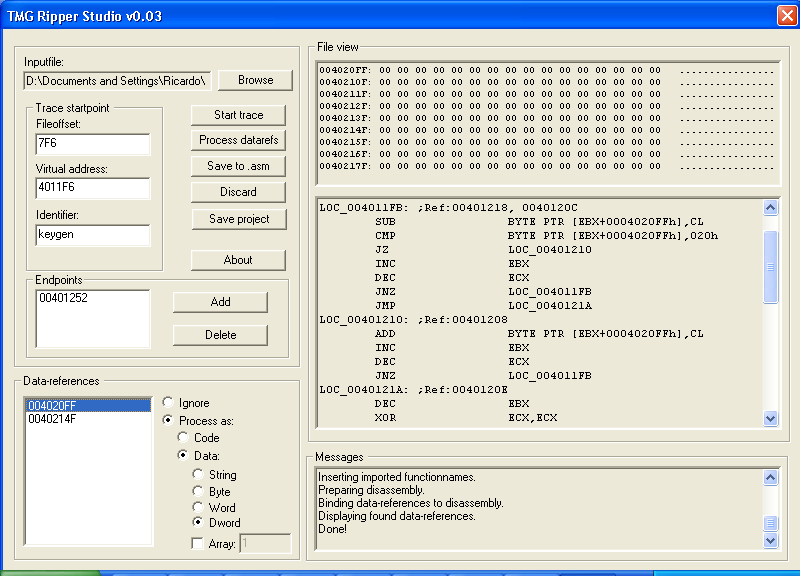 TMG Ripper Studio v0.03
Inputfile:
D:\Documents and Settings\Ricardo\
Browse
Trace startpoint
Fileoffset:
7F6
Virtual address:
4011F6
Identifier:
keygen
Start trace
Process datarefs
Save to .asm
Discard
Save project
About
Endpoints
00401252
Add
Delete
Data-references
004020FF
0040214F
Ignore
Process as:
Code
Data:
String
Byte
Word
Dword
Array:
1
File view
004020FF: 00 00 00 00 00 00 00 00 00 00 00 00 00 00 00 00 ................
0040210F: 00 00 00 00 00 00 00 00 00 00 00 00 00 00 00 00 ................
0040211F: 00 00 00 00 00 00 00 00 00 00 00 00 00 00 00 00 ................
0040212F: 00 00 00 00 00 00 00 00 00 00 00 00 00 00 00 00 ................
0040213F: 00 00 00 00 00 00 00 00 00 00 00 00 00 00 00 00 ................
0040214F: 00 00 00 00 00 00 00 00 00 00 00 00 00 00 00 00 ................
0040215F: 00 00 00 00 00 00 00 00 00 00 00 00 00 00 00 00 ................
0040216F: 00 00 00 00 00 00 00 00 00 00 00 00 00 00 00 00 ................
0040217F: 00 00 00 00 00 00 00 00 00 00 00 00 00 00 00 00 ................
LOC_004011FB: ;Ref:00401218, 0040120C
SUB BYTE PTR [EBX+0004020FFh],CL
CMP BYTE PTR [EBX+0004020FFh],020h
JZ LOC_00401210
INC EBX
DEC ECX
JNZ LOC_004011FB
JMP LOC_0040121A
LOC_00401210: ;Ref:00401208
ADD BYTE PTR [EBX+0004020FFh],CL
INC EBX
DEC ECX
JNZ LOC_004011FB
LOC_0040121A: ;Ref:0040120E
DEC EBX
XOR ECX,ECX
Messages
Inserting imported functionnames.
Preparing disassembly.
Binding data-references to disassembly.
Displaying found data-references.
Done!